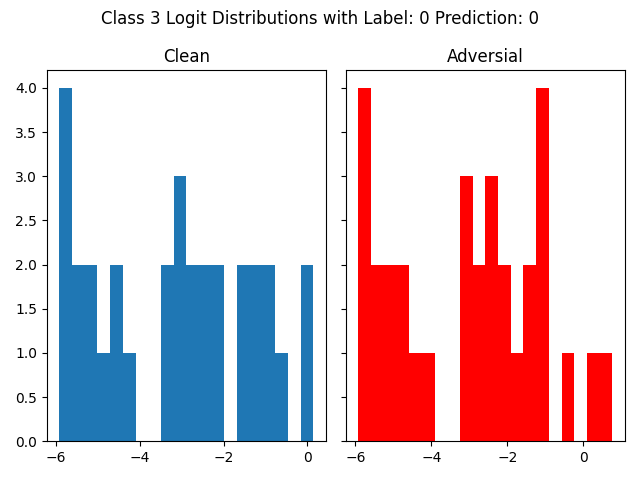 Class 3 Logit Distributions with Label: 0 Prediction: 0
Clean
Adversial
4.0
3.5
3.0
2.5
2.0
1.5
1.0
0.5
0.0
−6 −4 −2 0
−6 −4 −2 0